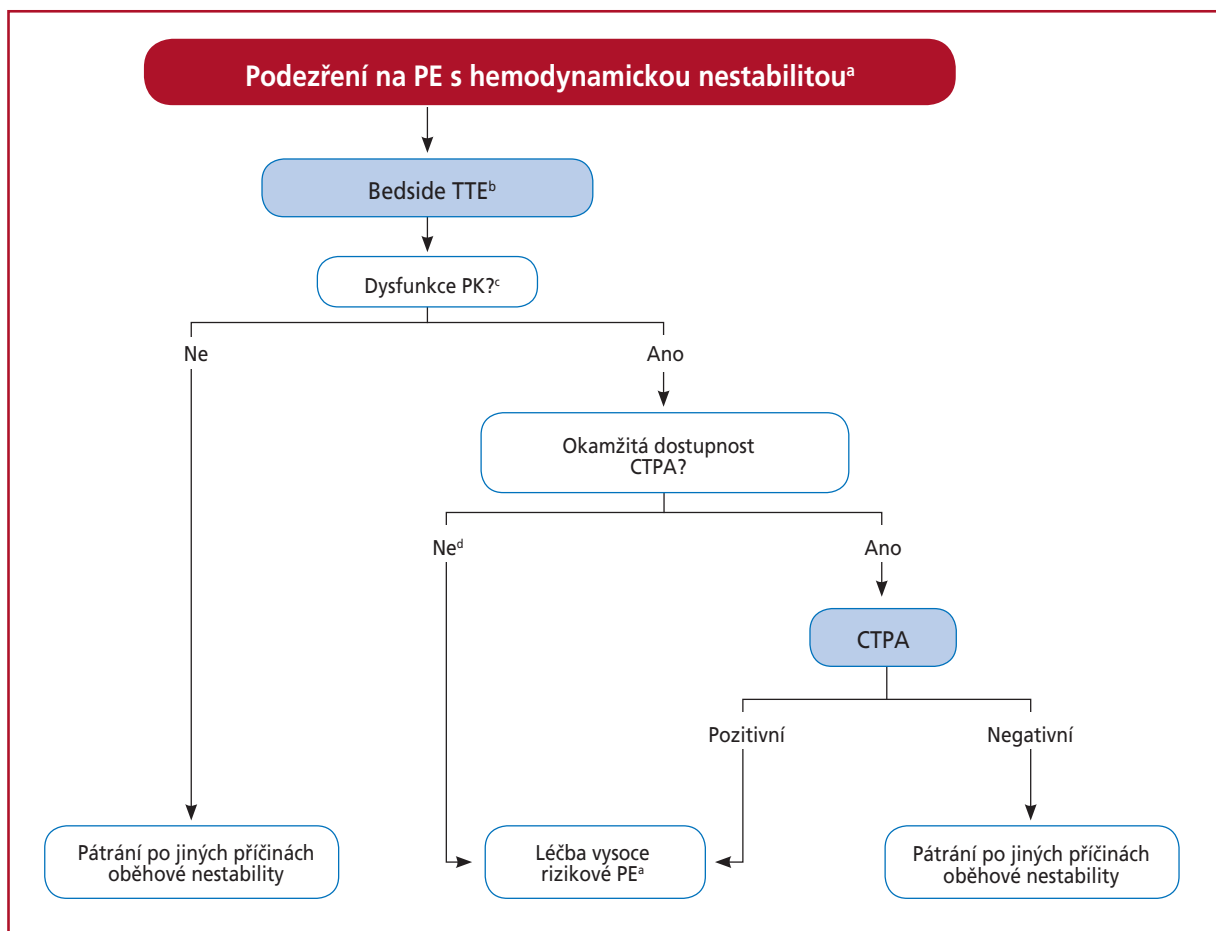 Podezření na PE s hemodynamickou nestabilitouᵃ
Bedside TTEᵇ
Dysfunkce PK?ᶜ
Ne
Ano
Okamžitá dostupnost
CTPA?
Neᵈ
Ano
CTPA
Pozitivní
Negativní
Pátrání po jiných příčinách
oběhové nestability
Léčba vysoce
rizikové PEᵃ
Pátrání po jiných příčinách
oběhové nestability